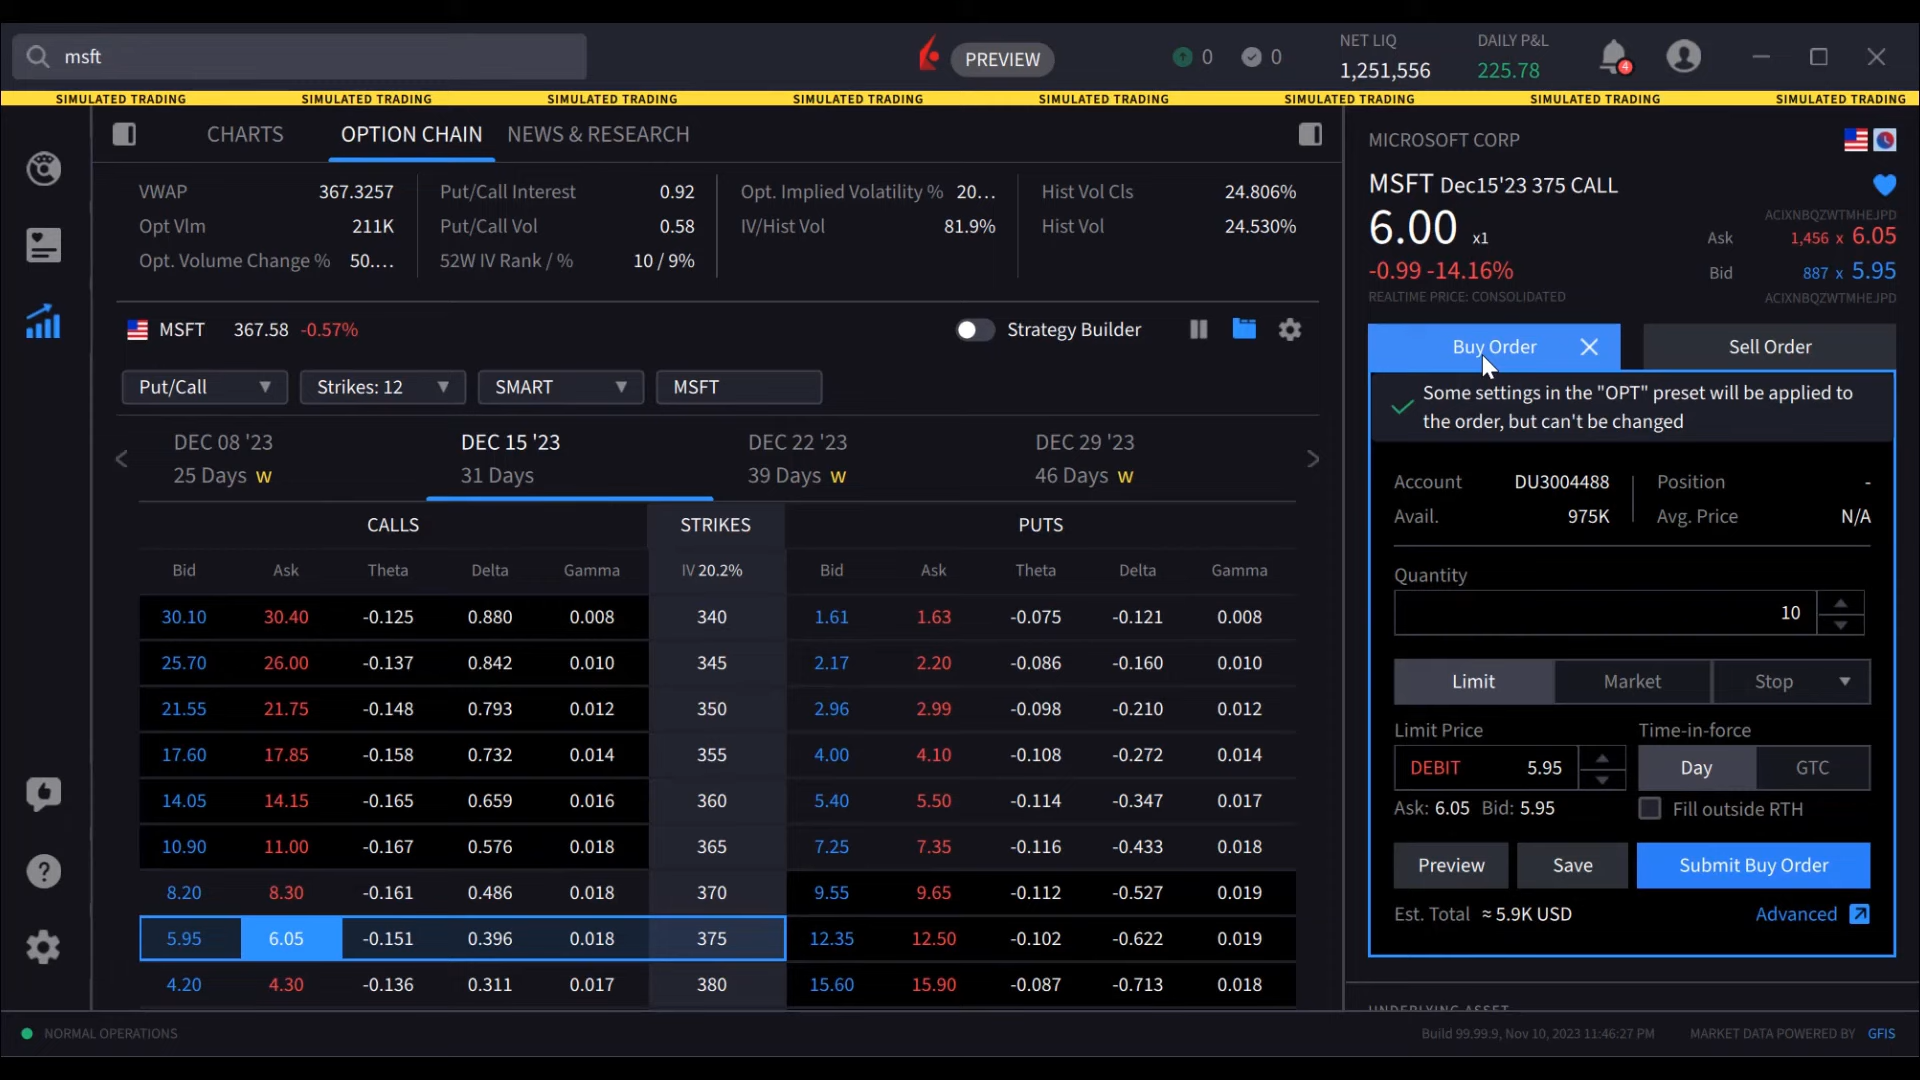 msft
PREVIEW
0
0
NET LIQ
1,251,556
DAILY P&L
225.78
4
SIMULATED TRADING SIMULATED TRADING SIMULATED TRADING SIMULATED TRADING SIMULATED TRADING SIMULATED TRADING SIMULATED TRADING SIMULATED TRADING
CHARTS OPTION CHAIN NEWS & RESEARCH
VWAP 367.3257 Put/Call Interest 0.92 Opt. Implied Volatility % 20... Hist Vol Cls 24.806%
Opt Vlm 211K Put/Call Vol 0.58 IV/Hist Vol 81.9% Hist Vol 24.530%
Opt. Volume Change % 50.... 52W IV Rank / % 10 / 9%
MSFT 367.58 -0.57% Strategy Builder
Put/Call Strikes: 12 SMART MSFT
DEC 08 '23 DEC 15 '23 DEC 22 '23 DEC 29 '23
25 Days W 31 Days 39 Days W 46 Days W
CALLS STRIKES PUTS
Bid Ask Theta Delta Gamma IV 20.2% Bid Ask Theta Delta Gamma
30.10 30.40 -0.125 0.880 0.008 340 1.61 1.63 -0.075 -0.121 0.008
25.70 26.00 -0.137 0.842 0.010 345 2.17 2.20 -0.086 -0.160 0.010
21.55 21.75 -0.148 0.793 0.012 350 2.96 2.99 -0.098 -0.210 0.012
17.60 17.85 -0.158 0.732 0.014 355 4.00 4.10 -0.108 -0.272 0.014
14.05 14.15 -0.165 0.659 0.016 360 5.40 5.50 -0.114 -0.347 0.017
10.90 11.00 -0.167 0.576 0.018 365 7.25 7.35 -0.116 -0.433 0.018
8.20 8.30 -0.161 0.486 0.018 370 9.55 9.65 -0.112 -0.527 0.019
5.95 6.05 -0.151 0.396 0.018 375 12.35 12.50 -0.102 -0.622 0.019
4.20 4.30 -0.136 0.311 0.017 380 15.60 15.90 -0.087 -0.713 0.018
MICROSOFT CORP
MSFT Dec15'23 375 CALL
6.00 x1
-0.99 -14.16%
REALTIME PRICE: CONSOLIDATED
ACIXNBQZWTMHEJPD
Ask 1,456 x 6.05
Bid 887 x 5.95
ACIXNBQZWTMHEJPD
Buy Order Sell Order
Some settings in the "OPT" preset will be applied to
the order, but can't be changed
Account DU3004488 Position -
Avail. 975K Avg. Price N/A
Quantity
10
Limit Market Stop
Limit Price Time-in-force
DEBIT 5.95 Day GTC
Ask: 6.05 Bid: 5.95 Fill outside RTH
Preview Save Submit Buy Order
Est. Total ≈ 5.9K USD Advanced
UNDERLYING ASSET
NORMAL OPERATIONS
Build 99.99.9, Nov 10, 2023 11:46:27 PM MARKET DATA POWERED BY GFIS